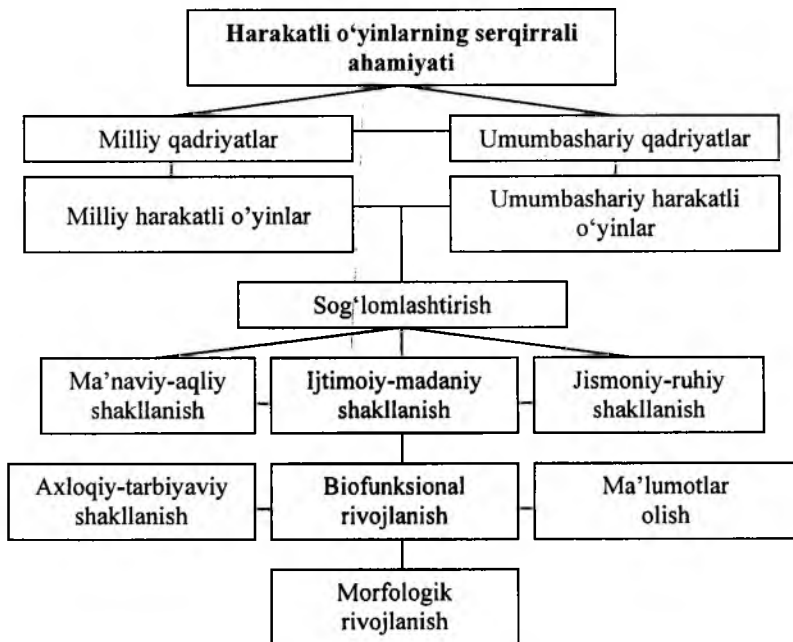 Harakatli o‘yinlarning serqirrali
ahamiyati
Milliy qadriyatlar
Umumbashariy qadriyatlar
Milliy harakatli o’yinlar
Umumbashariy harakatli
o‘yinlar
Sog‘lomlashtirish
Ma’naviy-aqliy
shakllanish
Ijtimoiy-madaniy
shakllanish
Jismoniy-ruhiy
shakllanish
Axloqiy-tarbiyaviy
shakllanish
Biofunksional
rivojlanish
Ma’lumotlar
olish
Morfologik
rivojlanish